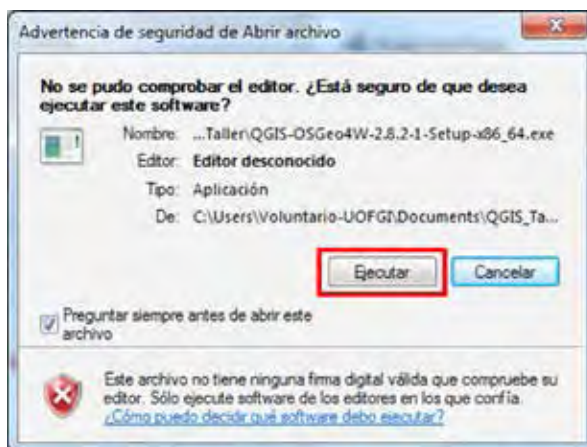 Advertencia de seguridad de Abrir archivo
No se pudo comprobar el editor. ¿Está seguro de que desea
ejecutar este software?
Nombre: ...Taller\QGIS-OSGeo4W-2.8.2-1-Setup-x86_64.exe
Editor: Editor desconocido
Tipo: Aplicación
De: C:\Users\Voluntario-UOFGI\Documents\QGIS_Ta...
Ejecutar Cancelar
Preguntar siempre antes de abrir este
archivo
Este archivo no tiene ninguna firma digital válida que compruebe su
editor. Sólo ejecute software de los editores en los que confía.
¿Cómo puedo decidir qué software debo ejecutar?